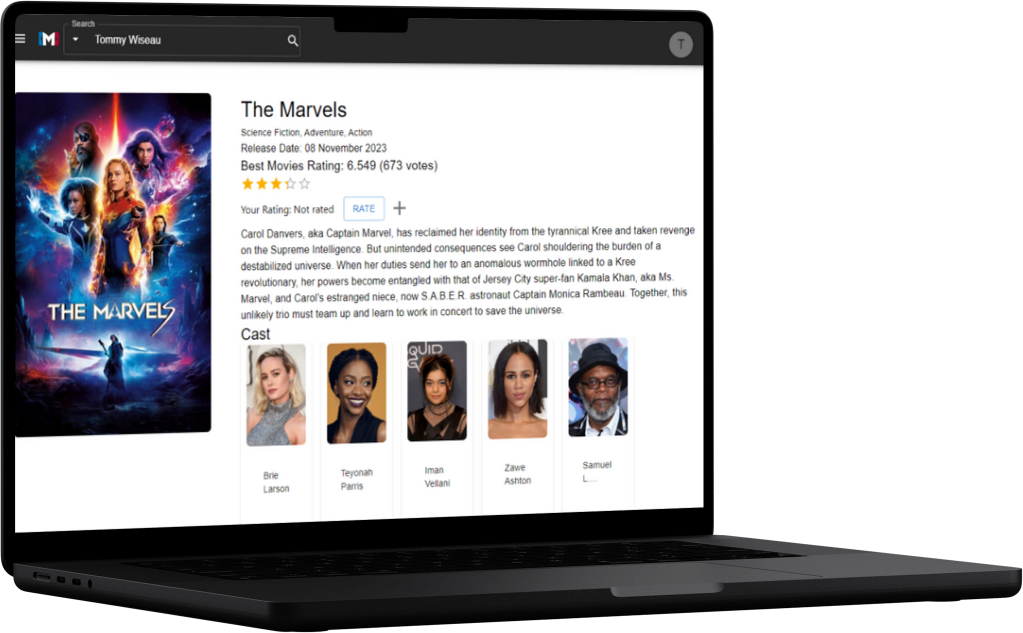 Search
M
Tommy Wiseau
T
The Marvels
Science Fiction, Adventure, Action
Release Date: 08 November 2023
Best Movies Rating: 6.549 (673 votes)
Your Rating: Not rated
RATE
Carol Danvers, aka Captain Marvel, has reclaimed her identity from the tyrannical Kree and taken revenge
on the Supreme Intelligence. But unintended consequences see Carol shouldering the burden of a
destabilized universe. When her duties send her to an anomalous wormhole linked to a Kree
revolutionary, her powers become entangled with that of Jersey City super-fan Kamala Khan, aka Ms.
Marvel, and Carol's estranged niece, now S.A.B.E.R. astronaut Captain Monica Rambeau. Together, this
unlikely trio must team up and learn to work in concert to save the universe.
THE MARVELS
Cast
Brie
Larson
Teyonah
Parris
Iman
Vellani
Zawe
Ashton
Samuel
L....